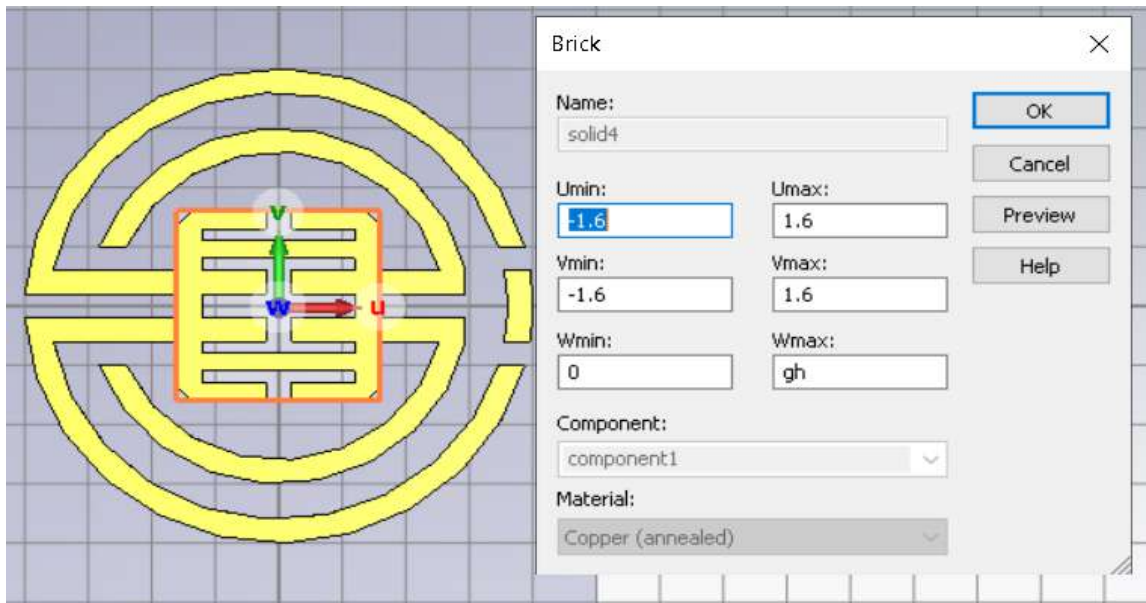 v
w
u
Brick
Name:
solid4
OK
Cancel
Umin:
Umax:
-1.6
1.6
Preview
Vmin:
Vmax:
Help
-1.6
1.6
Wmin:
Wmax:
0
gh
Component:
component1
Material:
Copper (annealed)